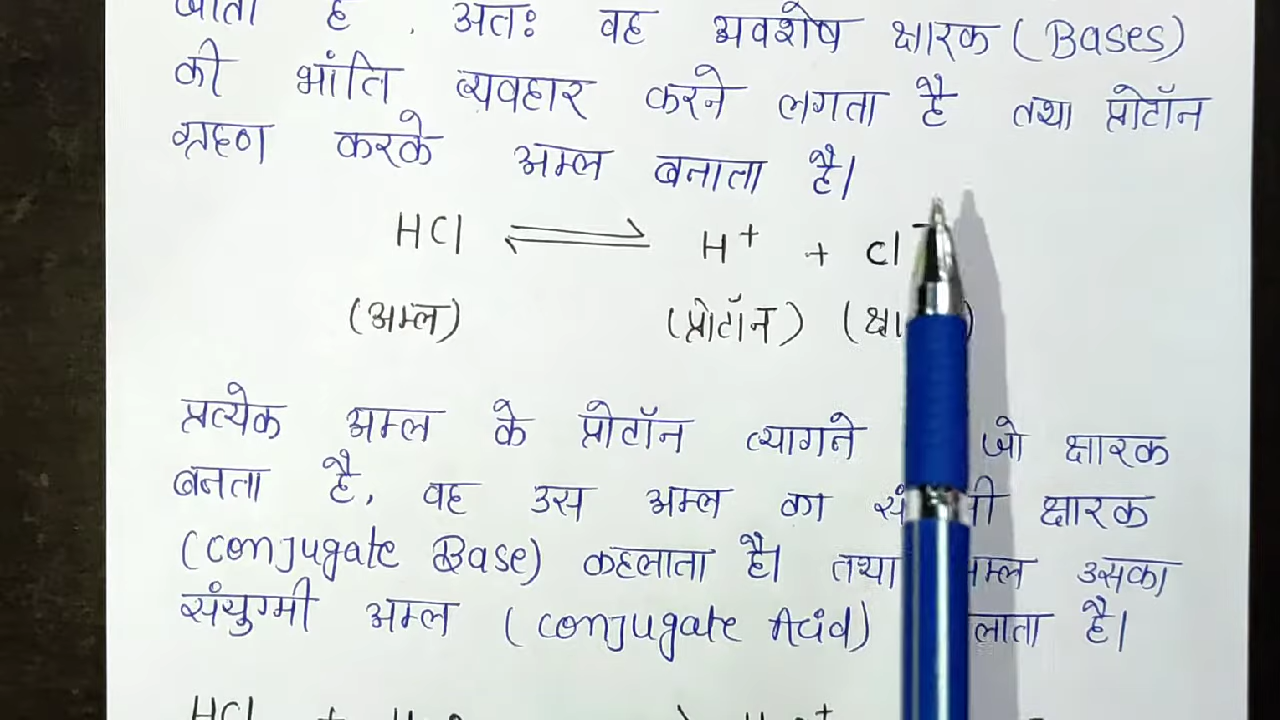 जाता है . अतः वह अवशेष क्षारक (Bases)
की भांति व्यवहार करने लगता है तथा प्रोटॉन
ग्रहण करके अम्ल बनाता है।
HCl ⇌ H⁺ + Cl⁻
(अम्ल) (प्रोटॉन)
प्रत्येक अम्ल के प्रोटॉन त्यागने जो क्षारक
बनता है, वह उस अम्ल का क्षारक
(Conjugate Base) कहलाता है। तथा उसका
संयुग्मी अम्ल (Conjugate Acid) है।
HCl +